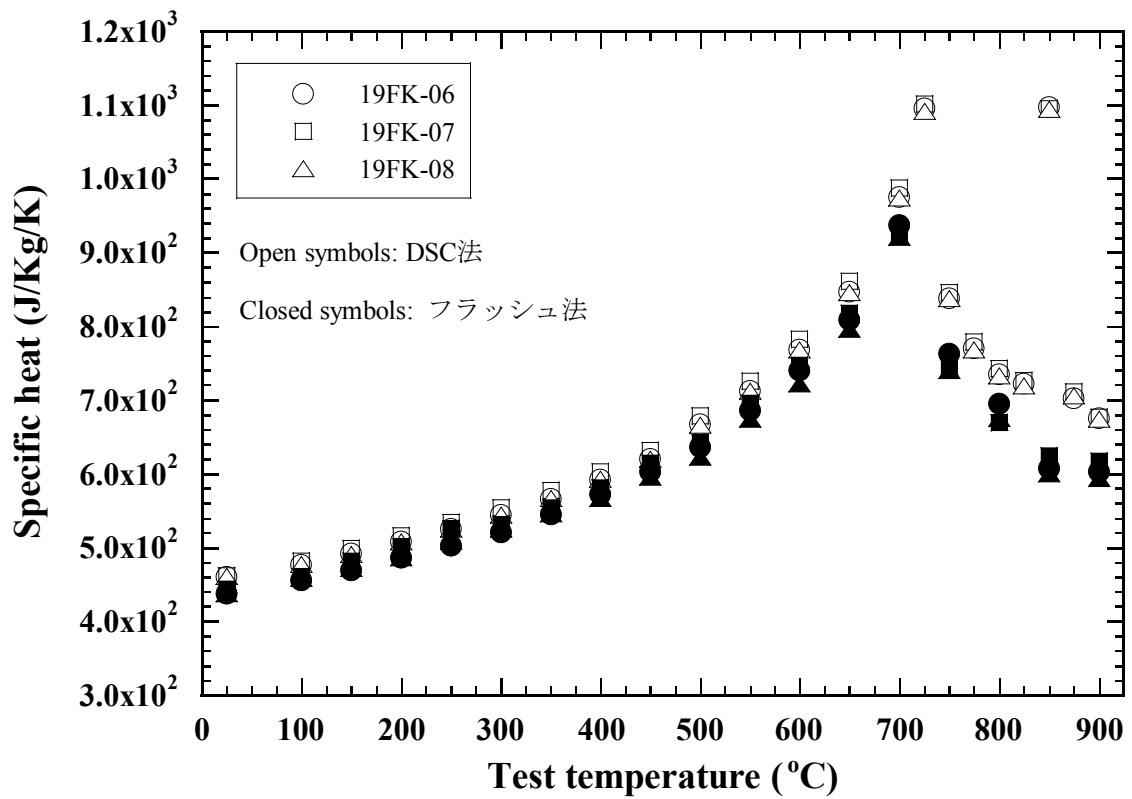 1.2x10³
1.1x10³
1.0x10³
9.0x10²
8.0x10²
7.0x10²
6.0x10²
5.0x10²
4.0x10²
3.0x10²
Specific heat (J/Kg/K)
19FK-06
19FK-07
19FK-08
Open symbols: DSC法
Closed symbols: フラッシュ法
0 100 200 300 400 500 600 700 800 900
Test temperature (°C)